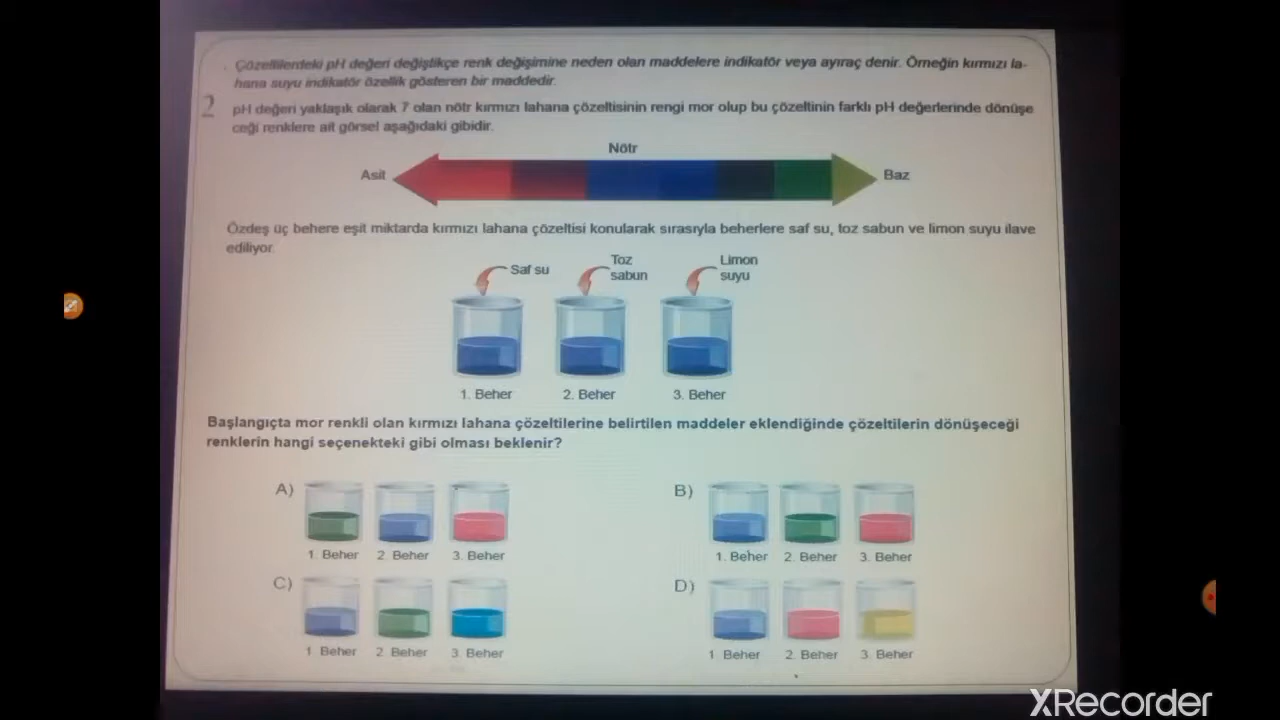 Çözeltilerdeki pH değeri değiştikçe renk değişimine neden olan maddelere indikatör veya ayıraç denir. Örneğin kırmızı la-
hana suyu indikatör özellik gösteren bir maddedir.
2
pH değeri yaklaşık olarak 7 olan nötr kırmızı lahana çözeltisinin rengi mor olup bu çözeltinin farklı pH değerlerinde dönüşe
ceği renklere ait görsel aşağıdaki gibidir.
Nötr
Asit
Baz
Özdeş üç behere eşit miktarda kırmızı lahana çözeltisi konularak sırasıyla beherlere saf su, toz sabun ve limon suyu ilave
ediliyor.
Saf su
Toz
sabun
Limon
suyu
1. Beher 2. Beher 3. Beher
Başlangıçta mor renkli olan kırmızı lahana çözeltilerine belirtilen maddeler eklendiğinde çözeltilerin dönüşeceği
renklerin hangi seçenekteki gibi olması beklenir?
A)
1. Beher 2. Beher 3. Beher
B)
1. Beher 2. Beher 3. Beher
C)
1 Beher 2 Beher 3 Beher
D)
1 Beher 2 Beher 3. Beher
XRecorder